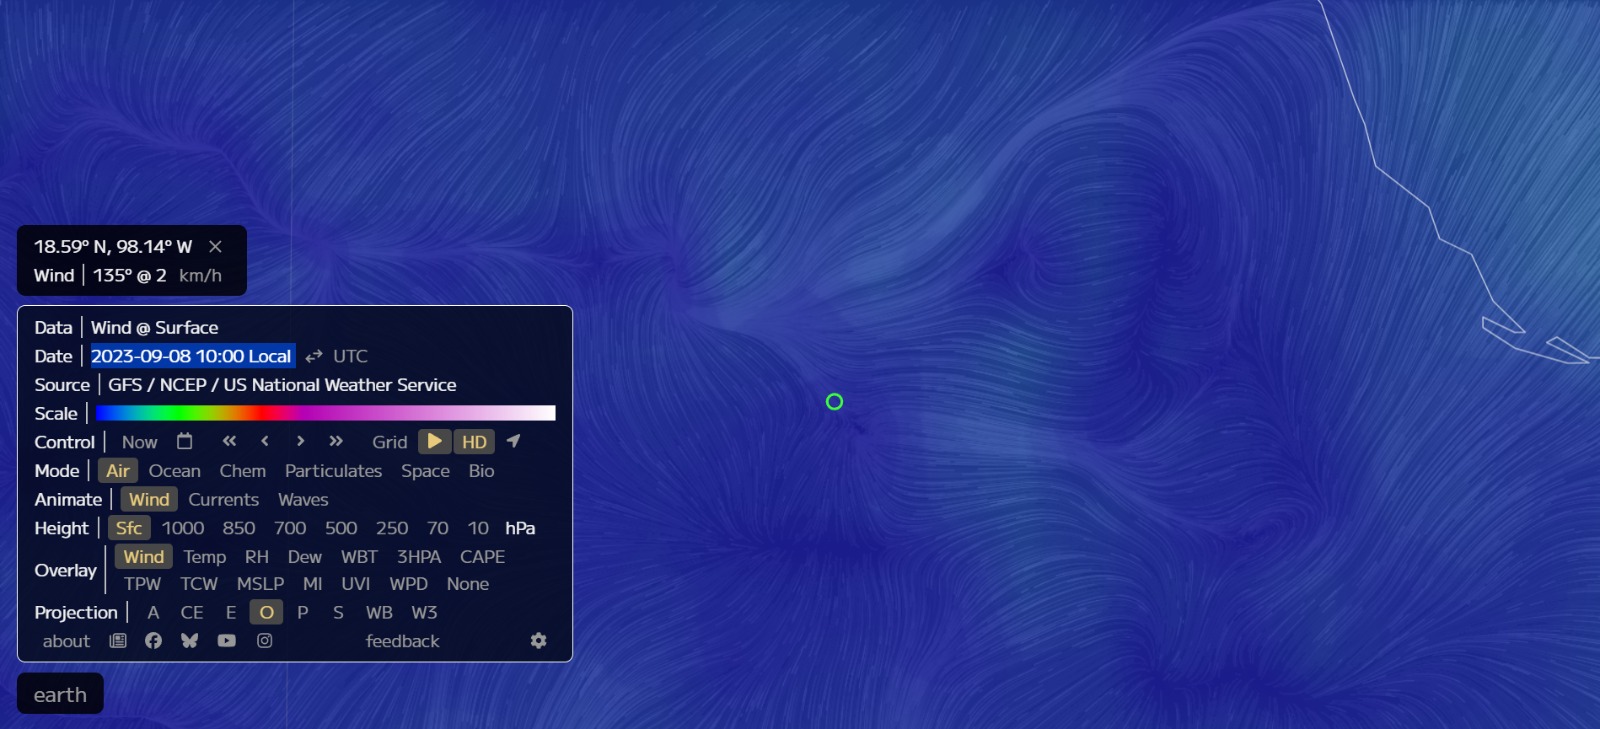 18.59° N, 98.14° W ×
Wind | 135° @ 2 km/h
Data | Wind @ Surface
Date | 2023-09-08 10:00 Local ⇄ UTC
Source | GFS / NCEP / US National Weather Service
Scale |
Control | Now « ‹ › » Grid HD
Mode | Air Ocean Chem Particulates Space Bio
Animate | Wind Currents Waves
Height | Sfc 1000 850 700 500 250 70 10 hPa
Overlay | Wind Temp RH Dew WBT 3HPA CAPE
TPW TCW MSLP MI UVI WPD None
Projection | A CE E O P S WB W3
about feedback
earth